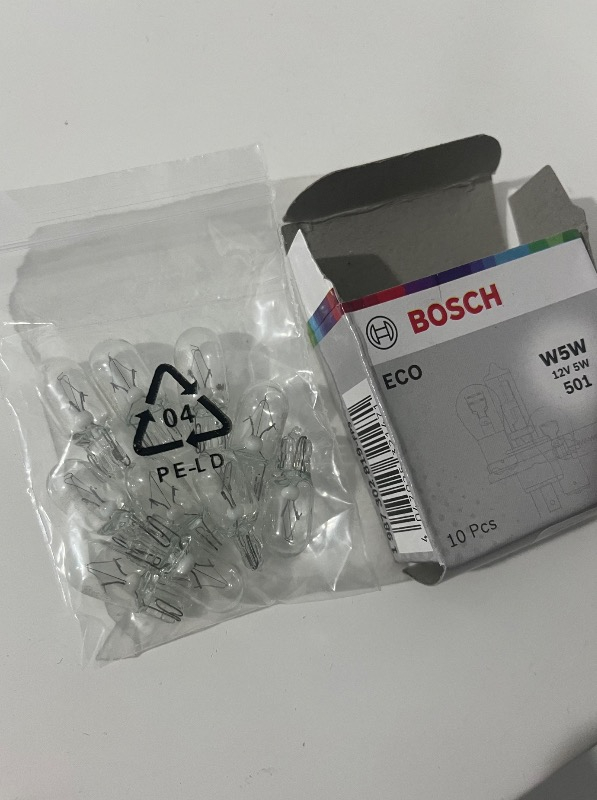 04
PE-LD
BOSCH
ECO
W5W
12V 5W
501
10 Pcs